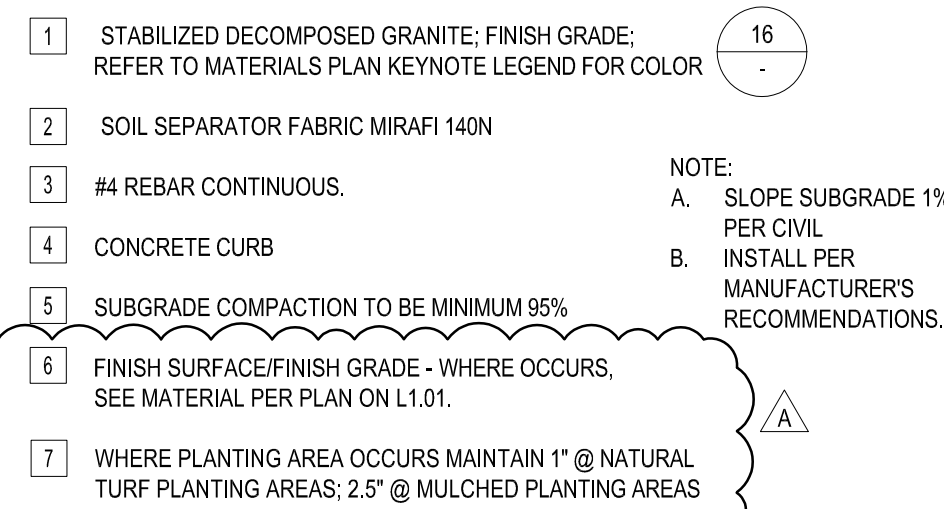 1 STABILIZED DECOMPOSED GRANITE; FINISH GRADE;
REFER TO MATERIALS PLAN KEYNOTE LEGEND FOR COLOR
16
-
2 SOIL SEPARATOR FABRIC MIRAFI 140N
3 #4 REBAR CONTINUOUS.
4 CONCRETE CURB
5 SUBGRADE COMPACTION TO BE MINIMUM 95%
6 FINISH SURFACE/FINISH GRADE - WHERE OCCURS,
SEE MATERIAL PER PLAN ON L1.01.
7 WHERE PLANTING AREA OCCURS MAINTAIN 1" @ NATURAL
TURF PLANTING AREAS; 2.5" @ MULCHED PLANTING AREAS
NOTE:
A. SLOPE SUBGRADE 1%
PER CIVIL
B. INSTALL PER
MANUFACTURER'S
RECOMMENDATIONS.
A